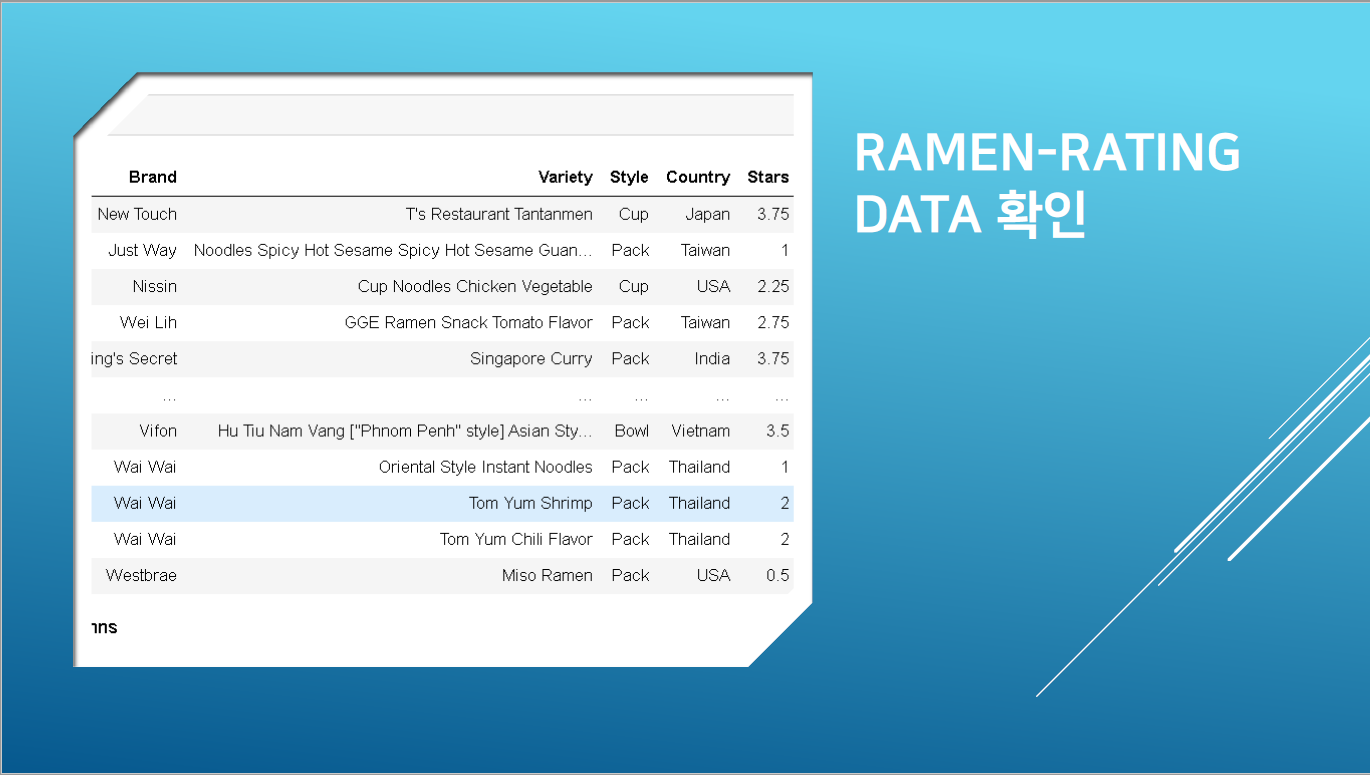 RAMEN-RATING
DATA 확인
Brand Variety Style Country Stars
New Touch T's Restaurant Tantanmen Cup Japan 3.75
Just Way Noodles Spicy Hot Sesame Spicy Hot Sesame Guan... Pack Taiwan 1
Nissin Cup Noodles Chicken Vegetable Cup USA 2.25
Wei Lih GGE Ramen Snack Tomato Flavor Pack Taiwan 2.75
ing's Secret Singapore Curry Pack India 3.75
... ... ... ... ...
Vifon Hu Tiu Nam Vang ["Phnom Penh" style] Asian Sty... Bowl Vietnam 3.5
Wai Wai Oriental Style Instant Noodles Pack Thailand 1
Wai Wai Tom Yum Shrimp Pack Thailand 2
Wai Wai Tom Yum Chili Flavor Pack Thailand 2
Westbrae Miso Ramen Pack USA 0.5